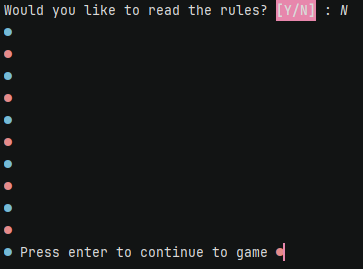 Would you like to read the rules? [Y/N] : N
Press enter to continue to game